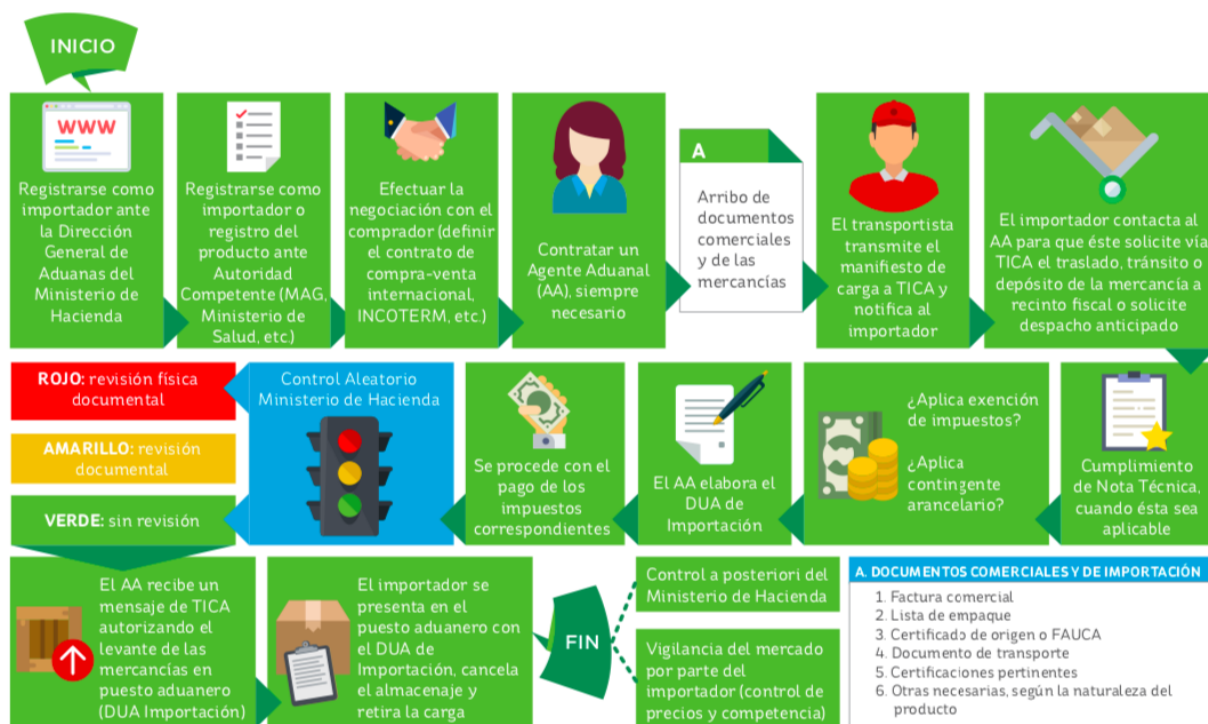 INICIO
WWW
Registrarse como
importador ante
la Dirección
General de
Aduanas del
Ministerio de
Hacienda
Registrarse como
importador o
registro del
producto ante
Autoridad
Competente (MAG,
Ministerio de
Salud, etc.)
Efectuar la
negociación con el
comprador (definir
el contrato de
compra-venta
internacional,
INCOTERM, etc.)
Contratar un
Agente Aduanal
(AA), siempre
necesario
A
Arribo de
documentos
comerciales
y de las
mercancías
El transportista
transmite el
manifiesto de
carga a TICA y
notifica al
importador
El importador contacta al
AA para que éste solicite vía
TICA el traslado, tránsito o
depósito de la mercancía a
recinto fiscal o solicite
despacho anticipado
Cumplimiento
de Nota Técnica,
cuando ésta sea
aplicable
¿Aplica exención
de impuestos?
¿Aplica
contingente
arancelario?
El AA elabora el
DUA de
Importación
Se procede con el
pago de los
impuestos
correspondientes
Control Aleatorio
Ministerio de Hacienda
ROJO: revisión física
documental
AMARILLO: revisión
documental
VERDE: sin revisión
El AA recibe un
mensaje de TICA
autorizando el
levante de las
mercancías en
puesto aduanero
(DUA Importación)
El importador se
presenta en el
puesto aduanero con
el DUA de
Importación, cancela
el almacenaje y
retira la carga
FIN
Control a posteriori del
Ministerio de Hacienda
Vigilancia del mercado
por parte del
importador (control de
precios y competencia)
A. DOCUMENTOS COMERCIALES Y DE IMPORTACIÓN
1. Factura comercial
2. Lista de empaque
3. Certificado de origen o FAUCA
4. Documento de transporte
5. Certificaciones pertinentes
6. Otras necesarias, según la naturaleza del
producto